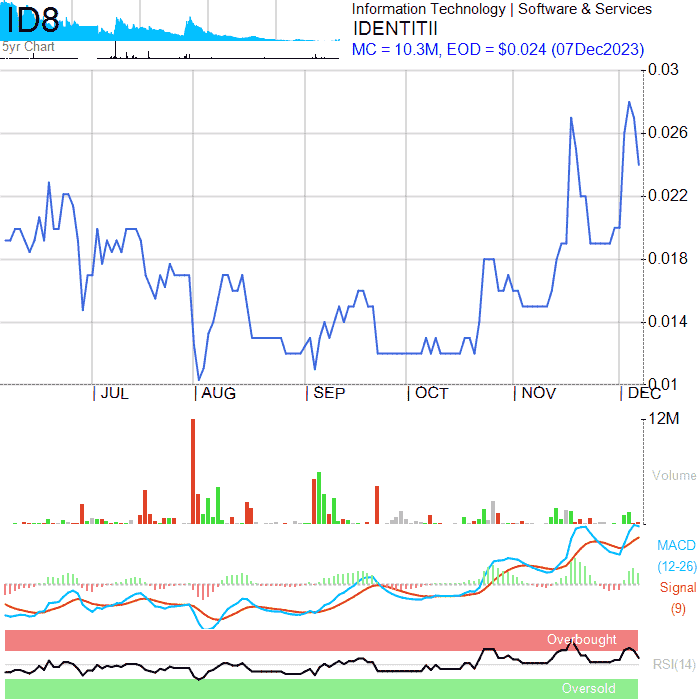 ID8
5yr Chart
Information Technology | Software & Services
IDENTITII
MC = 10.3M, EOD = $0.024 (07Dec2023)
0.03
0.026
0.022
0.018
0.014
0.01
JUL AUG SEP OCT NOV DEC
12M
Volume
MACD
(12-26)
Signal
(9)
Overbought
RSI(14)
Oversold